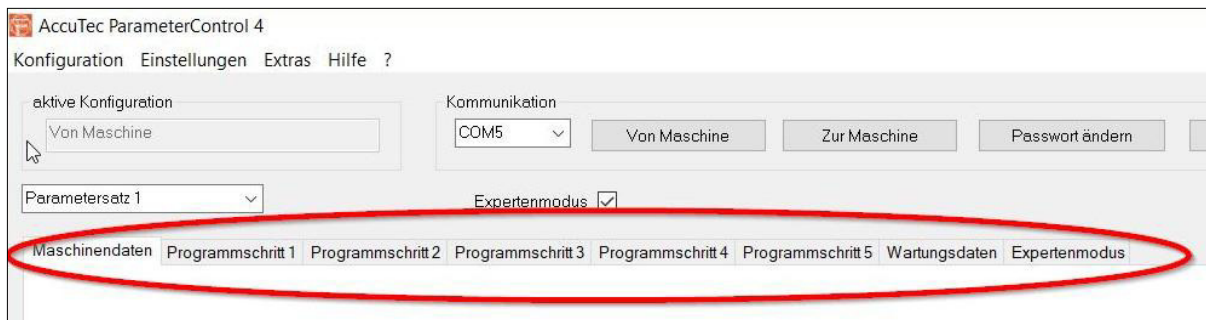 AccuTec ParameterControl 4
Konfiguration Einstellungen Extras Hilfe ?
aktive Konfiguration
Von Maschine
Kommunikation
COM5 Von Maschine Zur Maschine Passwort ändern
Parametersatz 1 Expertenmodus
Maschinendaten Programmschritt 1 Programmschritt 2 Programmschritt 3 Programmschritt 4 Programmschritt 5 Wartungsdaten Expertenmodus